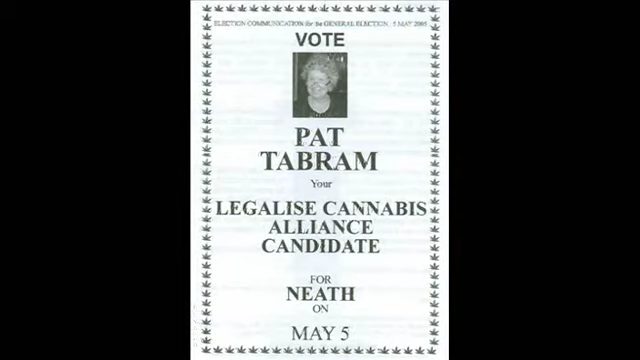 ELECTION COMMUNICATION for the GENERAL ELECTION : 5 MAY 2005
VOTE
PAT
TABRAM
Your
LEGALISE CANNABIS
ALLIANCE
CANDIDATE
FOR
NEATH
ON
MAY 5